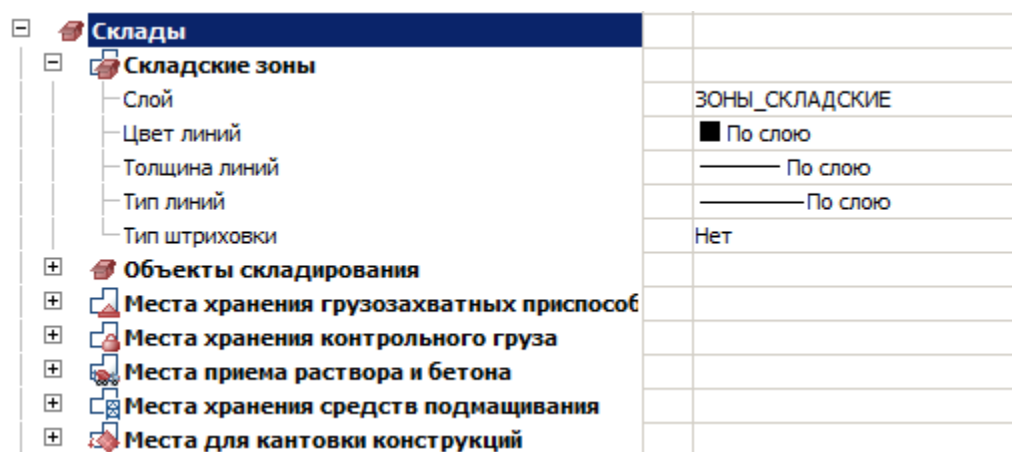 Склады
Складские зоны
Слой ЗОНЫ_СКЛАДСКИЕ
Цвет линий По слою
Толщина линий По слою
Тип линий По слою
Тип штриховки Нет
Объекты складирования
Места хранения грузозахватных приспособ
Места хранения контрольного груза
Места приема раствора и бетона
Места хранения средств подмащивания
Места для кантовки конструкций